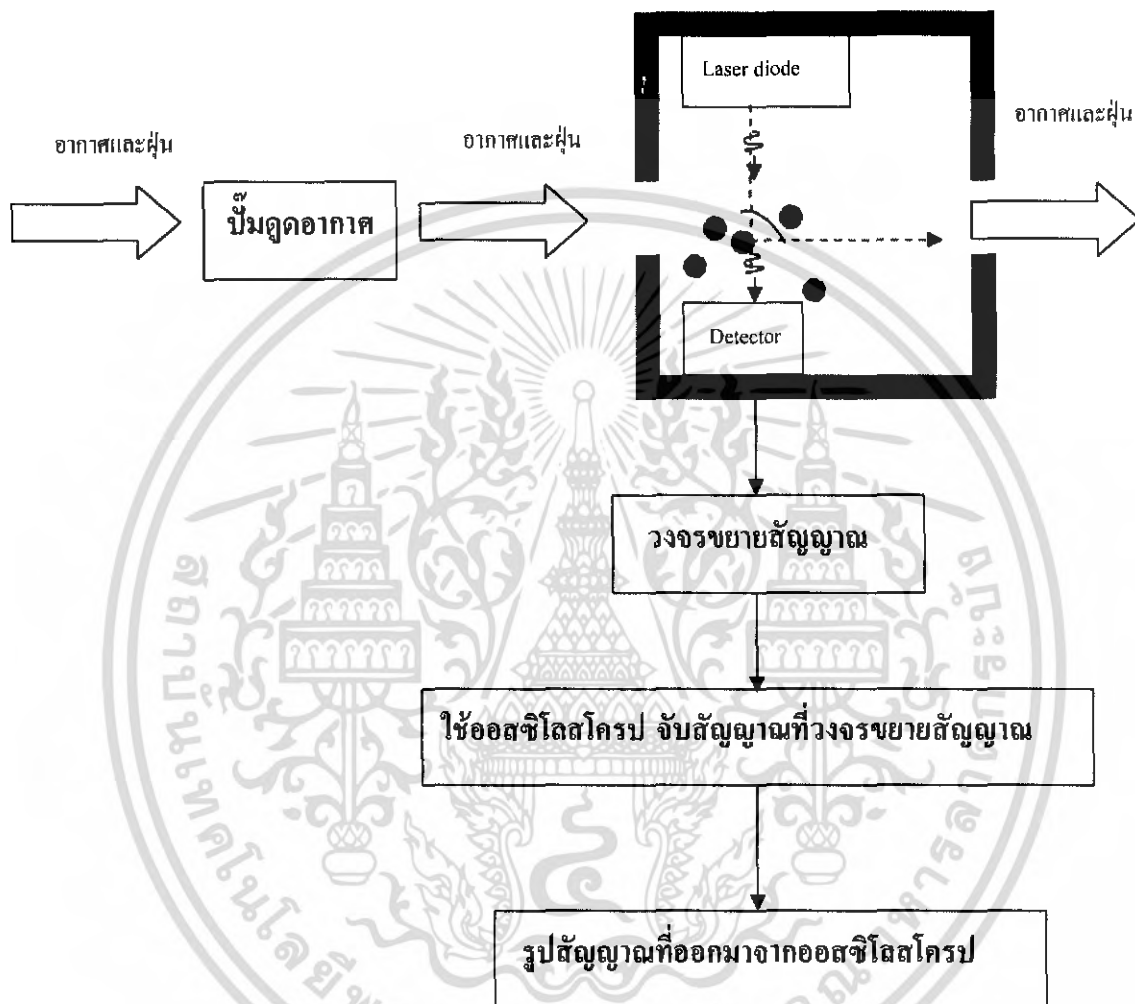 Laser diode
อากาศและฝุ่น
อากาศและฝุ่น
อากาศและฝุ่น
ปั๊มดูดอากาศ
Detector
วงจรขยายสัญญาณ
ใช้ออสซิโลสโครป จับสัญญาณที่วงจรขยายสัญญาณ
รูปสัญญาณที่ออกมาจากออสซิโลสโครป